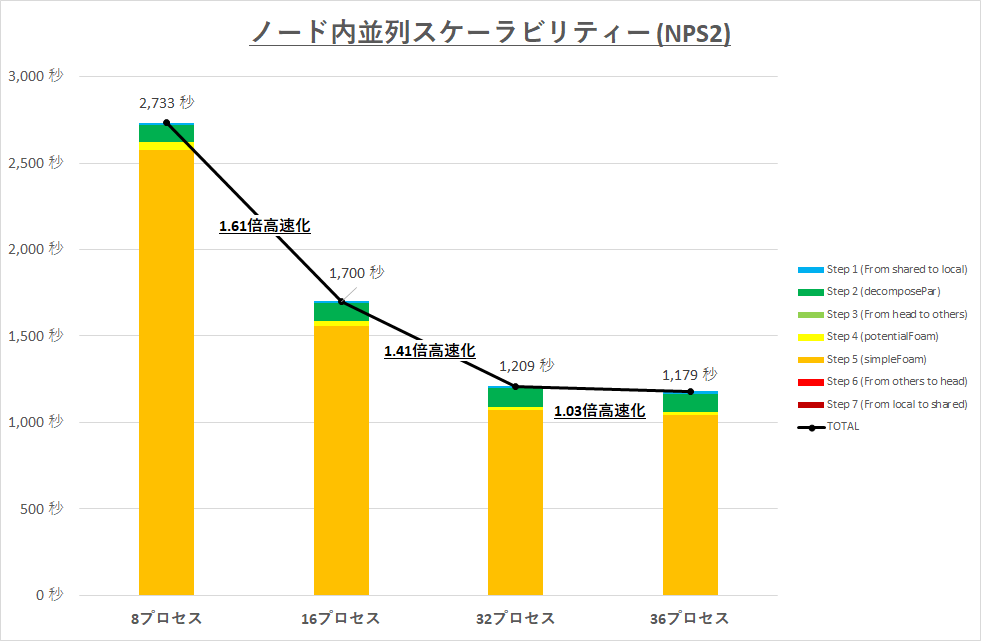 ノード内並列スケーラビリティー (NPS2)
3,000 秒
2,500 秒
2,000 秒
1,500 秒
1,000 秒
500 秒
0 秒
2,733 秒
1.61倍高速化
1,700 秒
1.41倍高速化
1,209 秒
1.03倍高速化
1,179 秒
8プロセス
16プロセス
32プロセス
36プロセス
Step 1 (From shared to local)
Step 2 (decomposePar)
Step 3 (From head to others)
Step 4 (potentialFoam)
Step 5 (simpleFoam)
Step 6 (From others to head)
Step 7 (From local to shared)
TOTAL